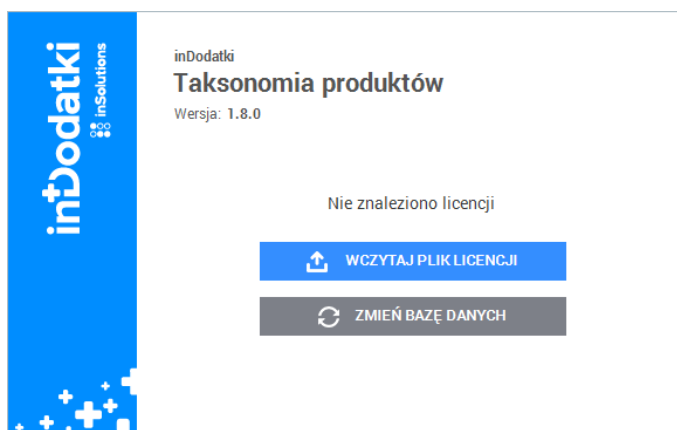 inDodatki
inSolutions
inDodatki
Taksonomia produktów
Wersja: 1.8.0
Nie znaleziono licencji
WCZYTAJ PLIK LICENCJI
ZMIEŃ BAZĘ DANYCH